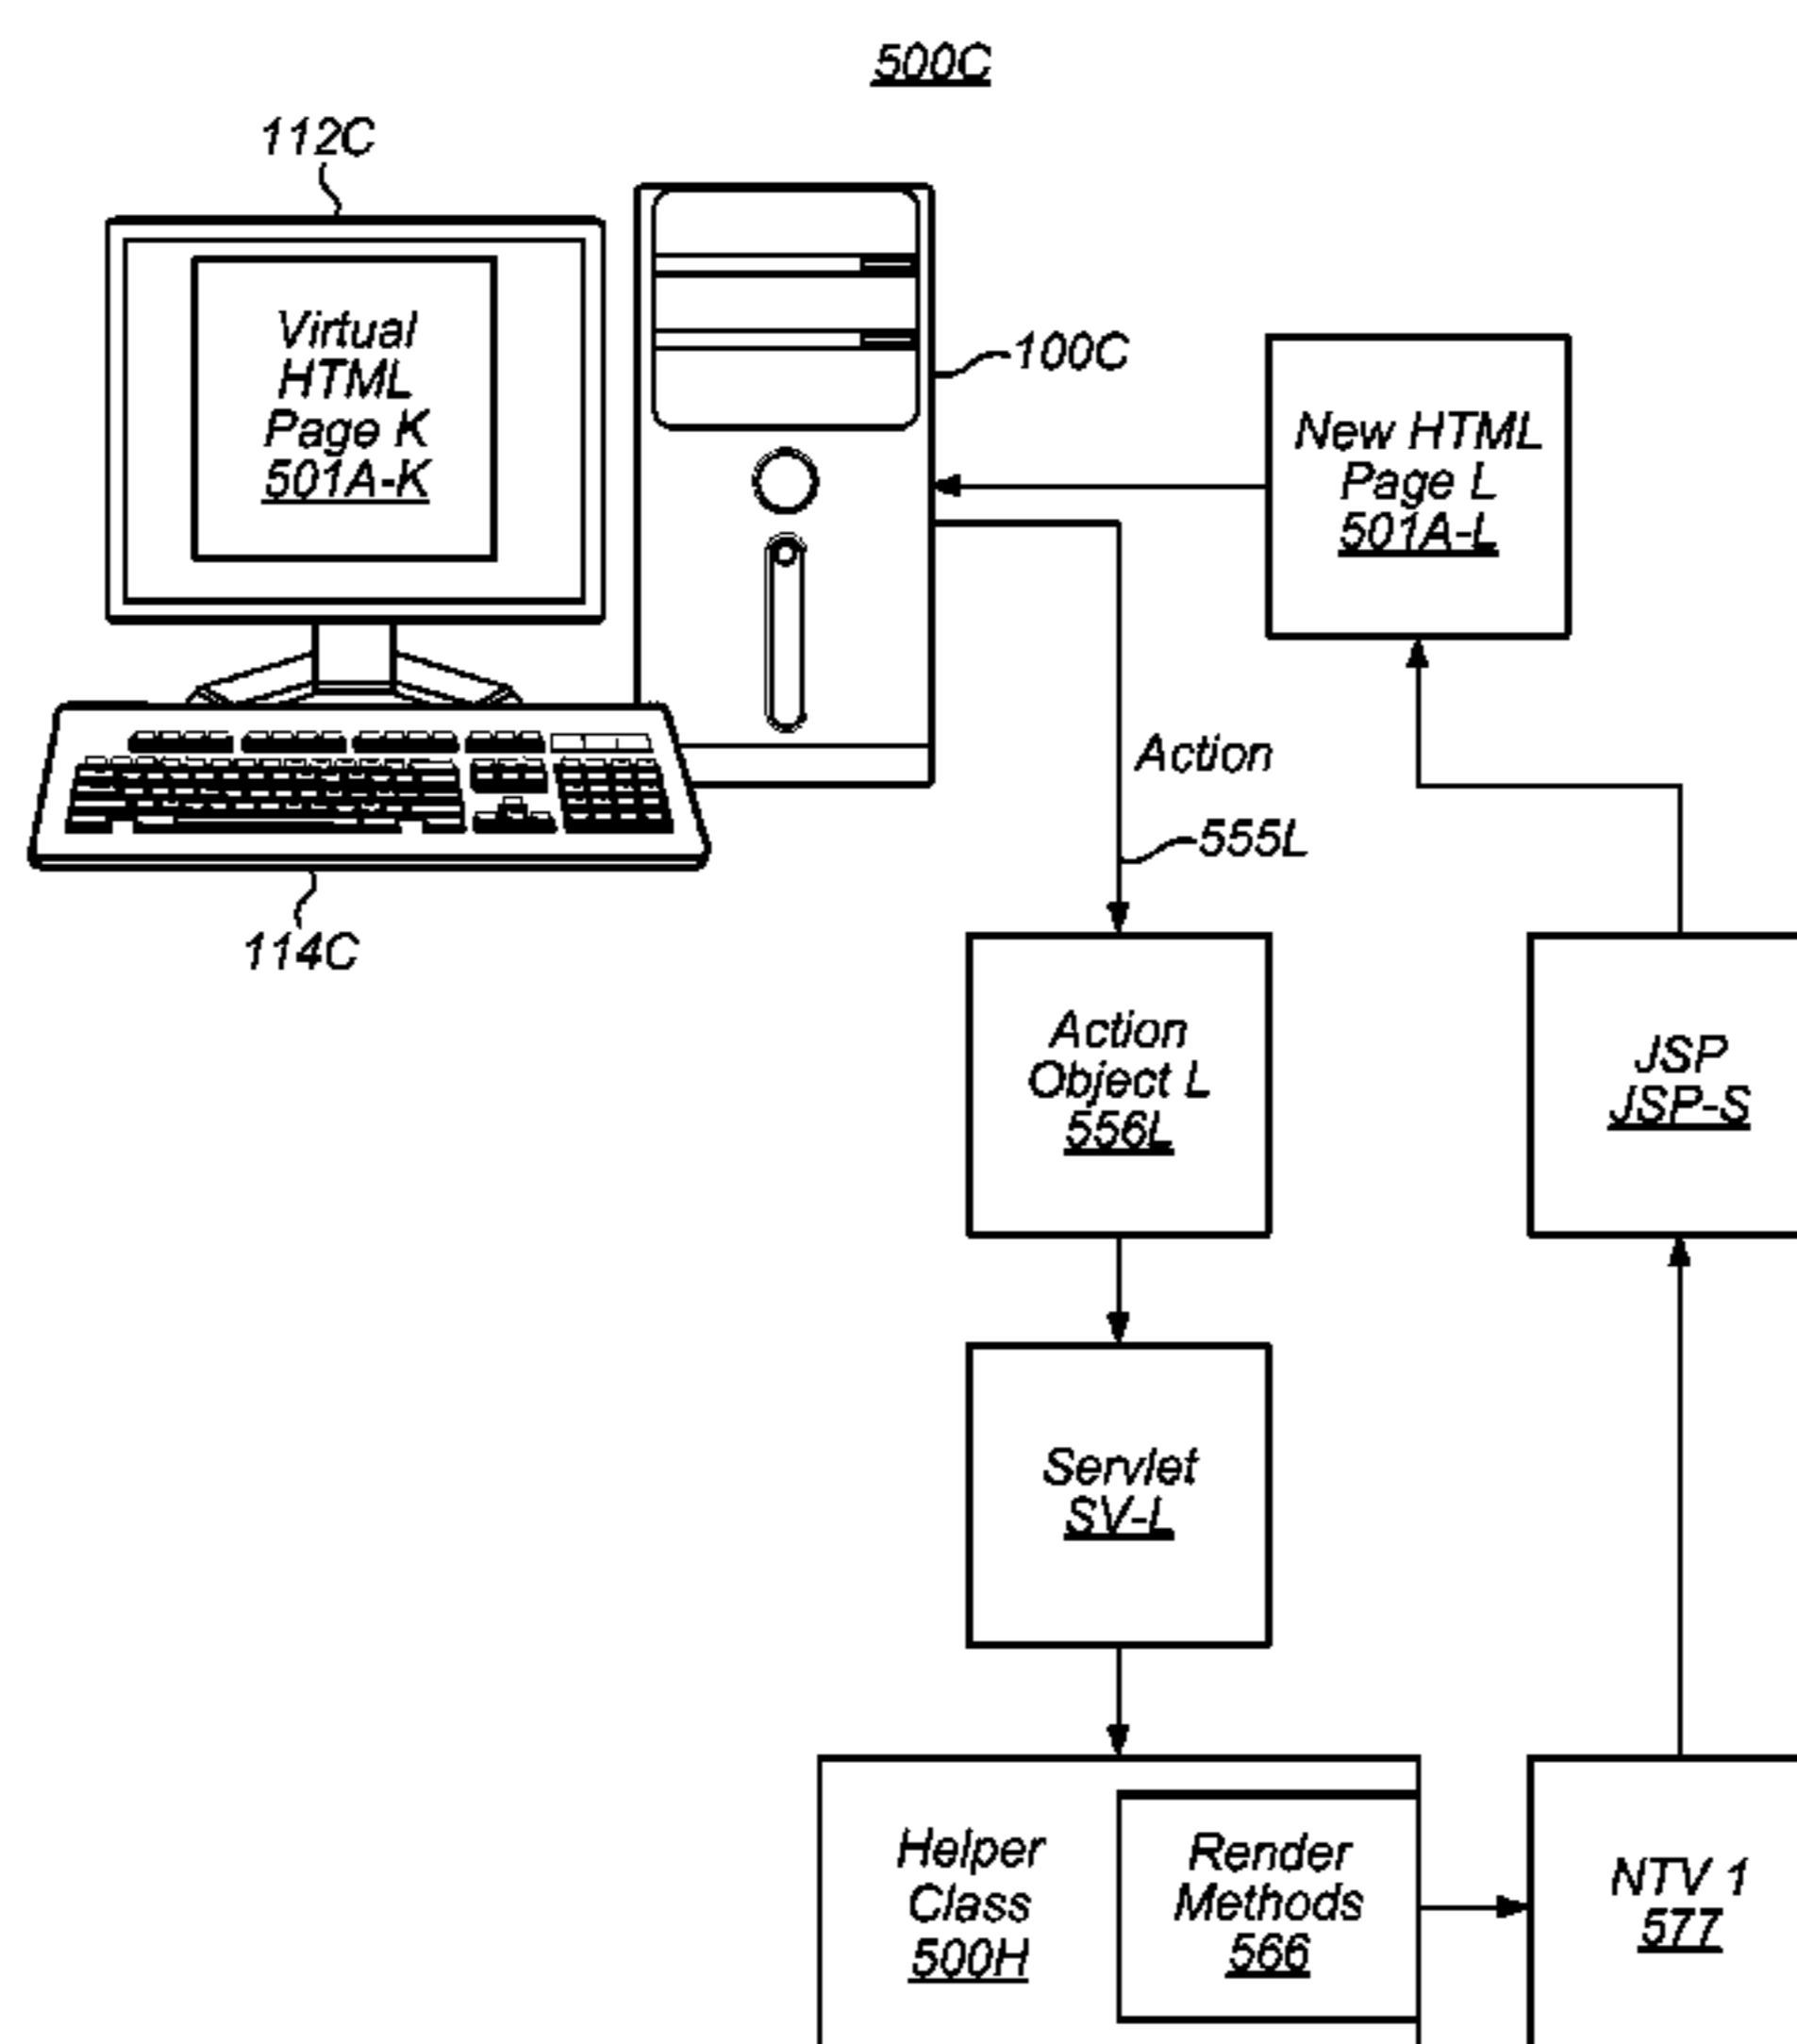 500C
112C
Virtual
HTML
Page K
501A-K
100C
New HTML
Page L
501A-L
Action
555L
114C
Action
Object L
556L
JSP
JSP-S
Servlet
SV-L
Helper
Class
500H
Render
Methods
566
NTV 1
577